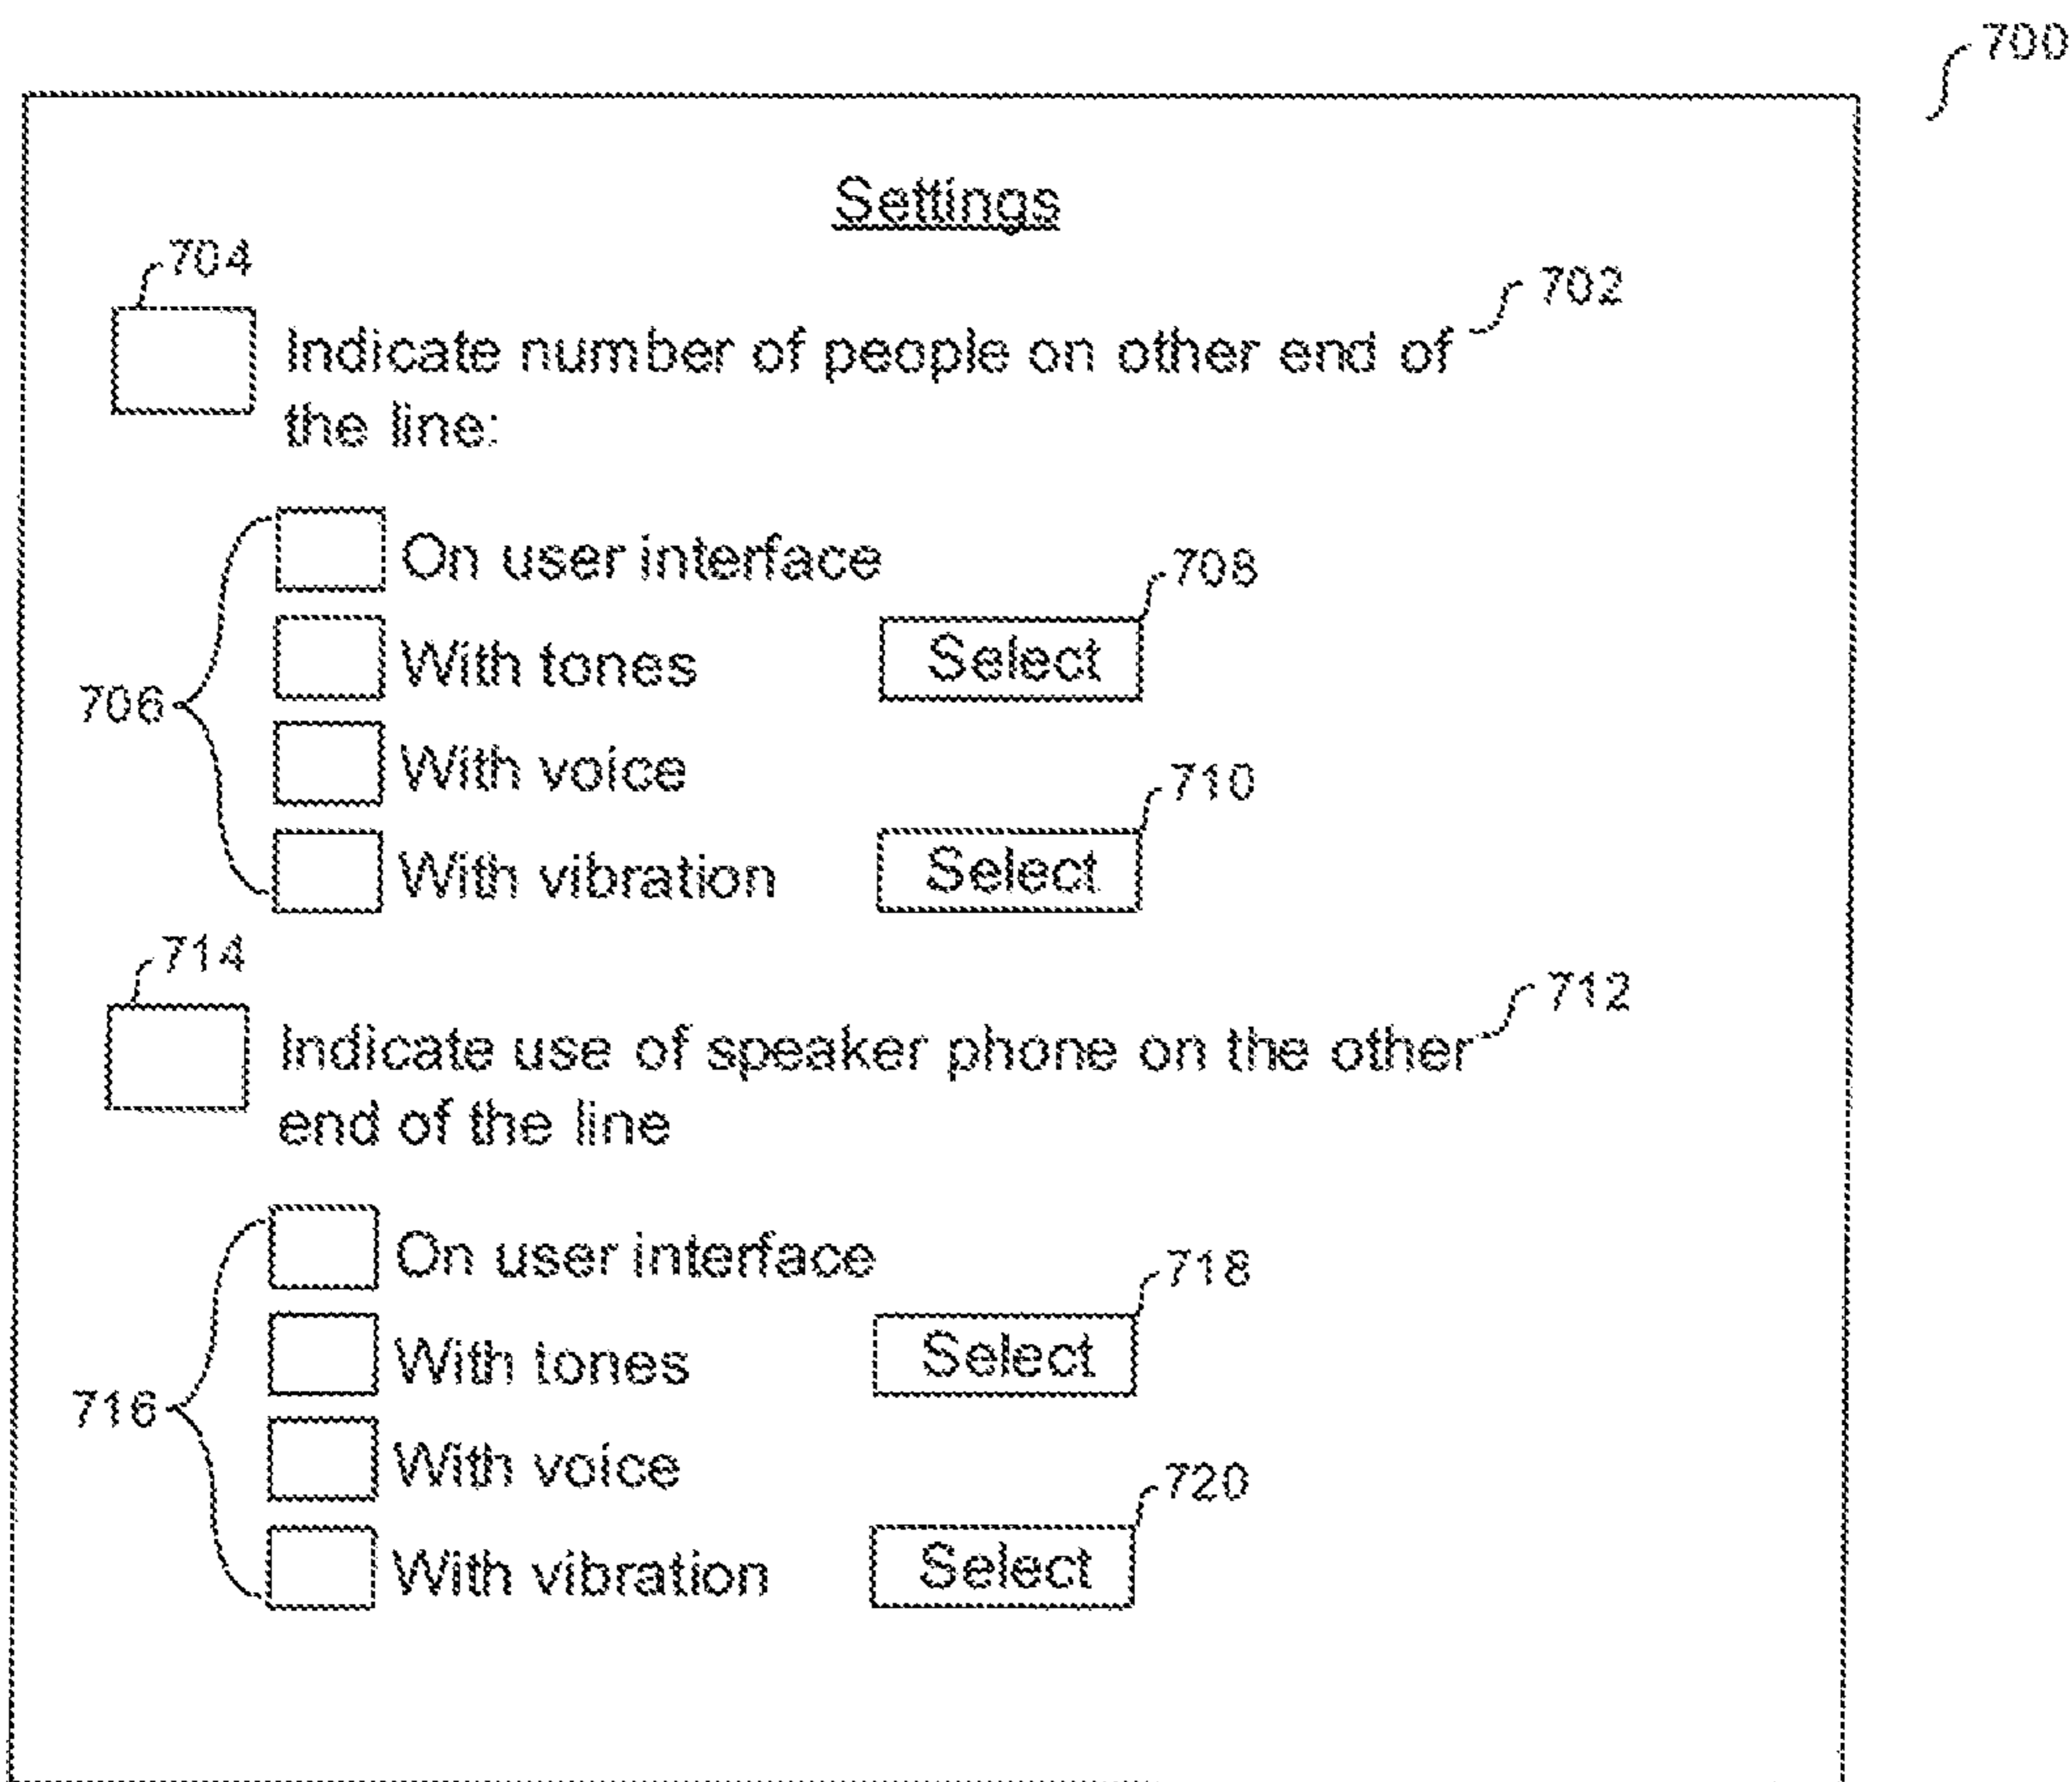 700
Settings
704
702
Indicate number of people on other end of
the line:
On user interface
708
With tones Select
706
With voice
710
With vibration Select
714
712
Indicate use of speaker phone on the other
end of the line
On user interface
718
With tones Select
716
With voice
720
With vibration Select